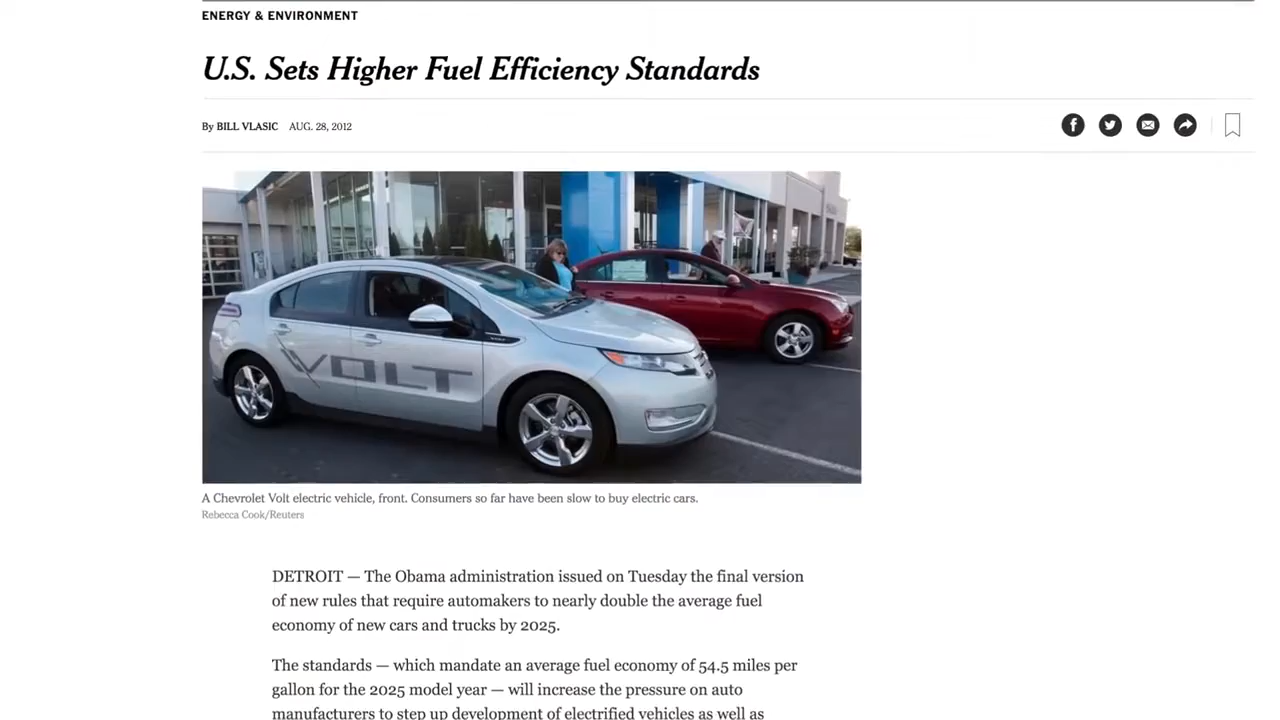 ENERGY & ENVIRONMENT
U.S. Sets Higher Fuel Efficiency Standards
By BILL VLASIC AUG. 28, 2012
VOLT
A Chevrolet Volt electric vehicle, front. Consumers so far have been slow to buy electric cars.
Rebecca Cook/Reuters
DETROIT — The Obama administration issued on Tuesday the final version
of new rules that require automakers to nearly double the average fuel
economy of new cars and trucks by 2025.
The standards — which mandate an average fuel economy of 54.5 miles per
gallon for the 2025 model year — will increase the pressure on auto
manufacturers to step up development of electrified vehicles as well as